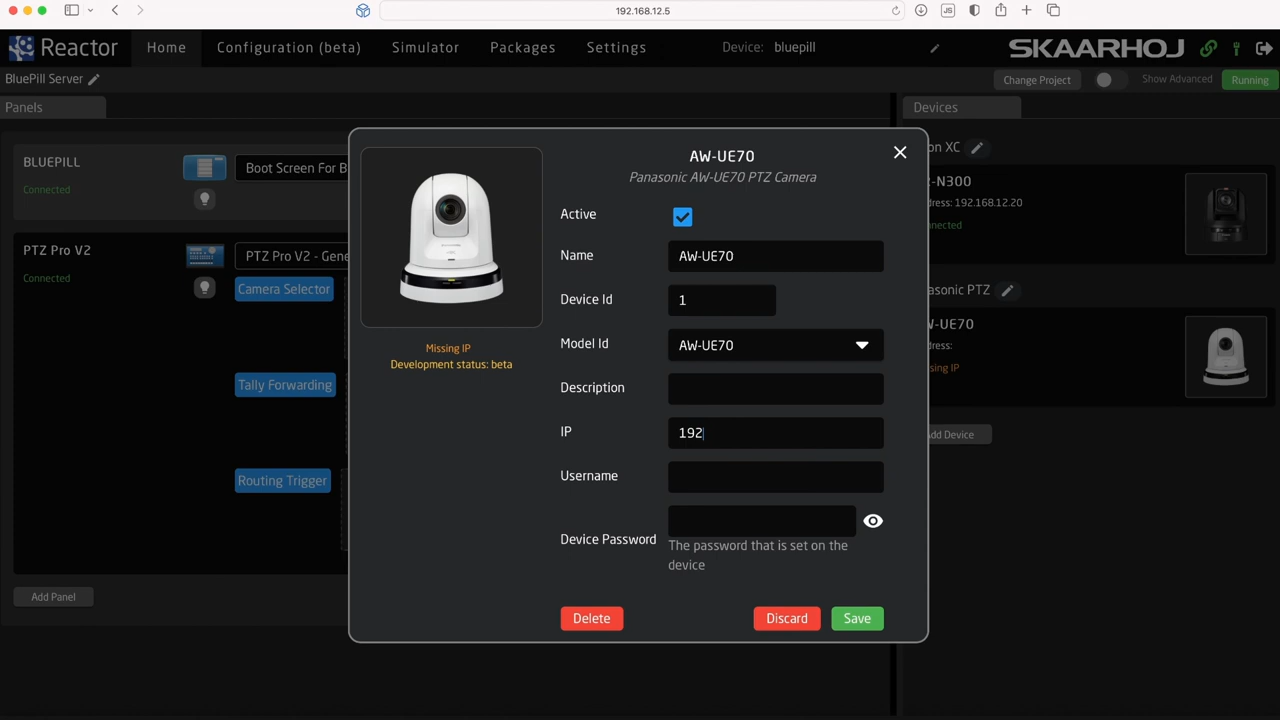 192.168.12.5
JS
Reactor
Home
Configuration (beta)
Simulator
Packages
Settings
Device:
bluepill
SKAARHOJ
BluePill Server
Change Project
Show Advanced
Running
Panels
Devices
BLUEPILL
Connected
Boot Screen For B
PTZ Pro V2
Connected
PTZ Pro V2 - Gene
Camera Selector
Tally Forwarding
Routing Trigger
Add Panel
AW-UE70
Panasonic AW-UE70 PTZ Camera
Missing IP
Development status: beta
Active
Name
AW-UE70
Device Id
1
Model Id
AW-UE70
Description
IP
192
Username
Device Password
The password that is set on the
device
Delete
Discard
Save
on XC
-N300
dress: 192.168.12.20
nnected
asonic PTZ
-UE70
dress:
sing IP
dd Device